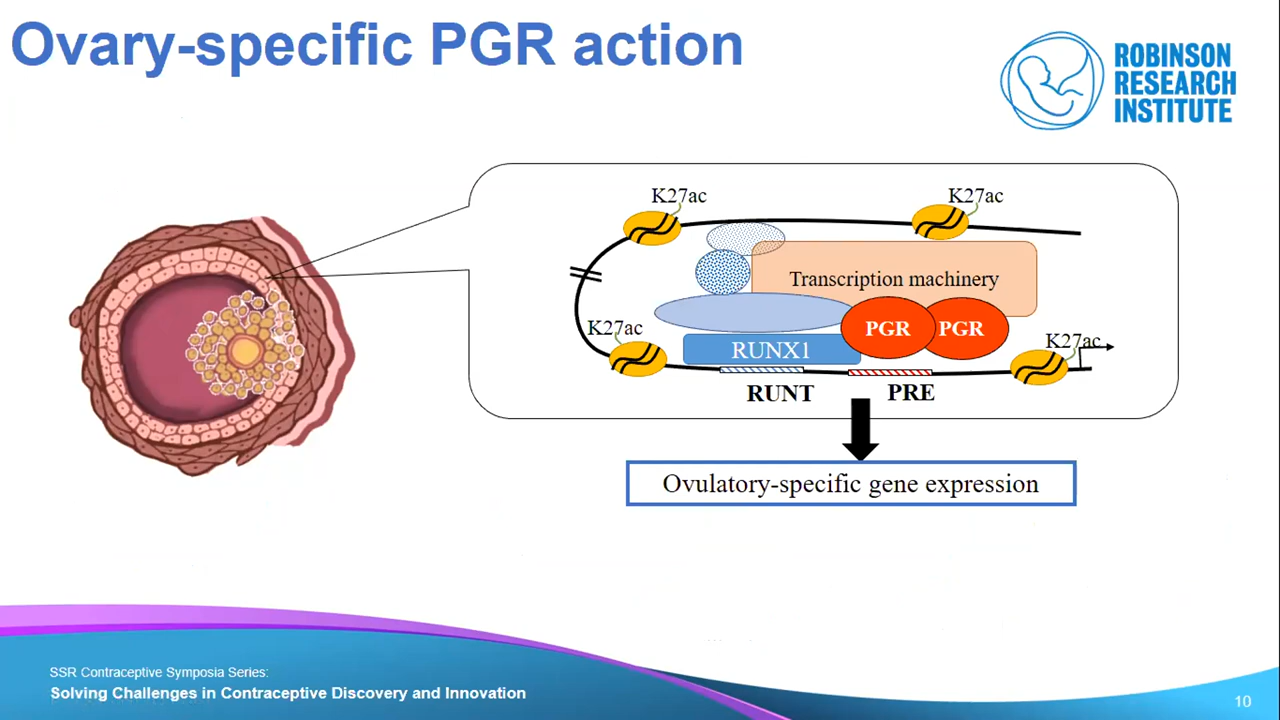 Ovary-specific PGR action
ROBINSON
RESEARCH
INSTITUTE
K27ac
K27ac
Transcription machinery
K27ac
PGR
PGR
K27ac
RUNX1
RUNT
PRE
Ovulatory-specific gene expression
SSR Contraceptive Symposia Series:
Solving Challenges in Contraceptive Discovery and Innovation
10